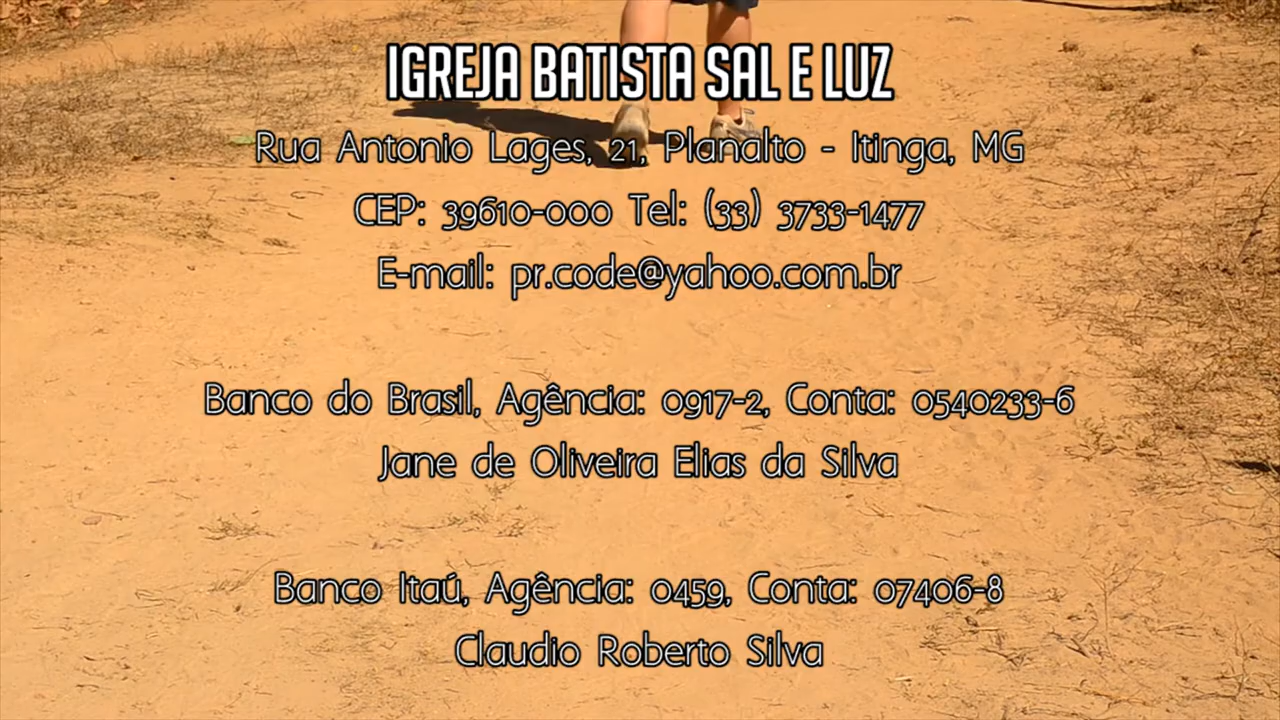 IGREJA BATISTA SAL E LUZ
Rua Antonio Lages, 21, Planalto - Itinga, MG
CEP: 39610-000 Tel: (33) 3733-1477
E-mail: pr.code@yahoo.com.br
Banco do Brasil, Agência: 0917-2, Conta: 0540233-6
Jane de Oliveira Elias da Silva
Banco Itaú, Agência: 0459, Conta: 07406-8
Claudio Roberto Silva